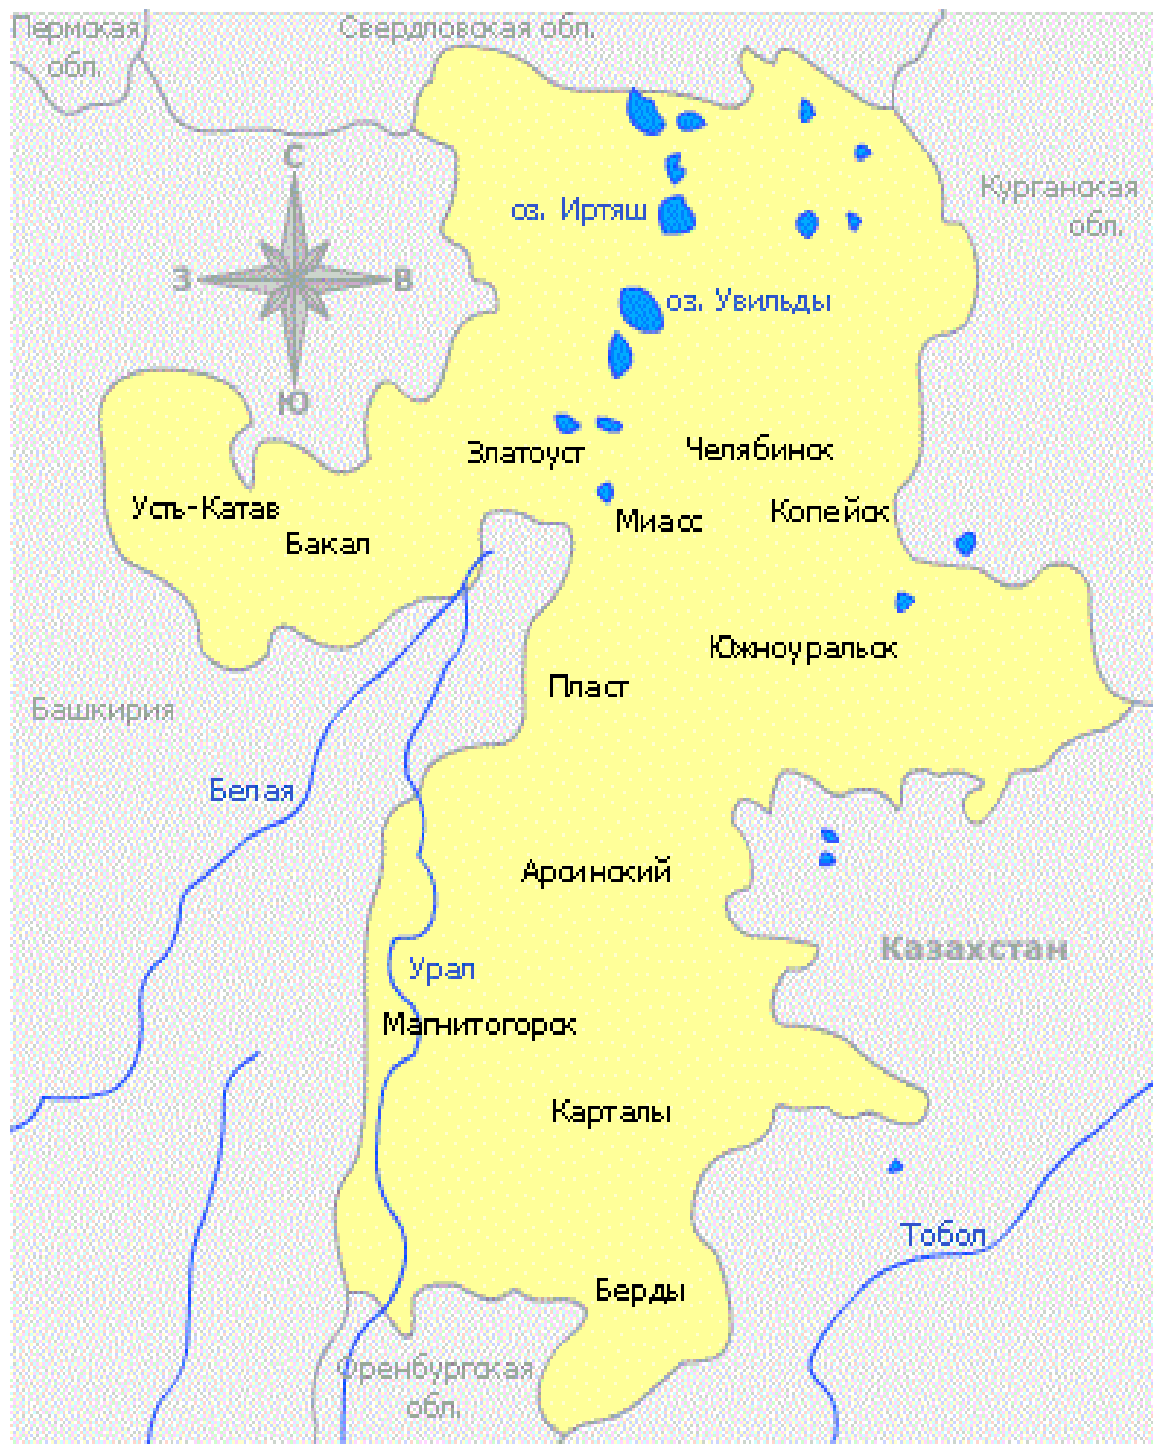 Пермская
обл.
Свердловская обл.
С
Курганская
обл.
оз. Иртяш
З
В
оз. Увильды
Ю
Златоуст
Челябинск
Усть-Катав
Миасс
Копейск
Бакал
Южноуральск
Пласт
Башкирия
Белая
Арсинский
Казахстан
Урал
Магнитогорск
Карталы
Тобол
Берды
Оренбургская
обл.